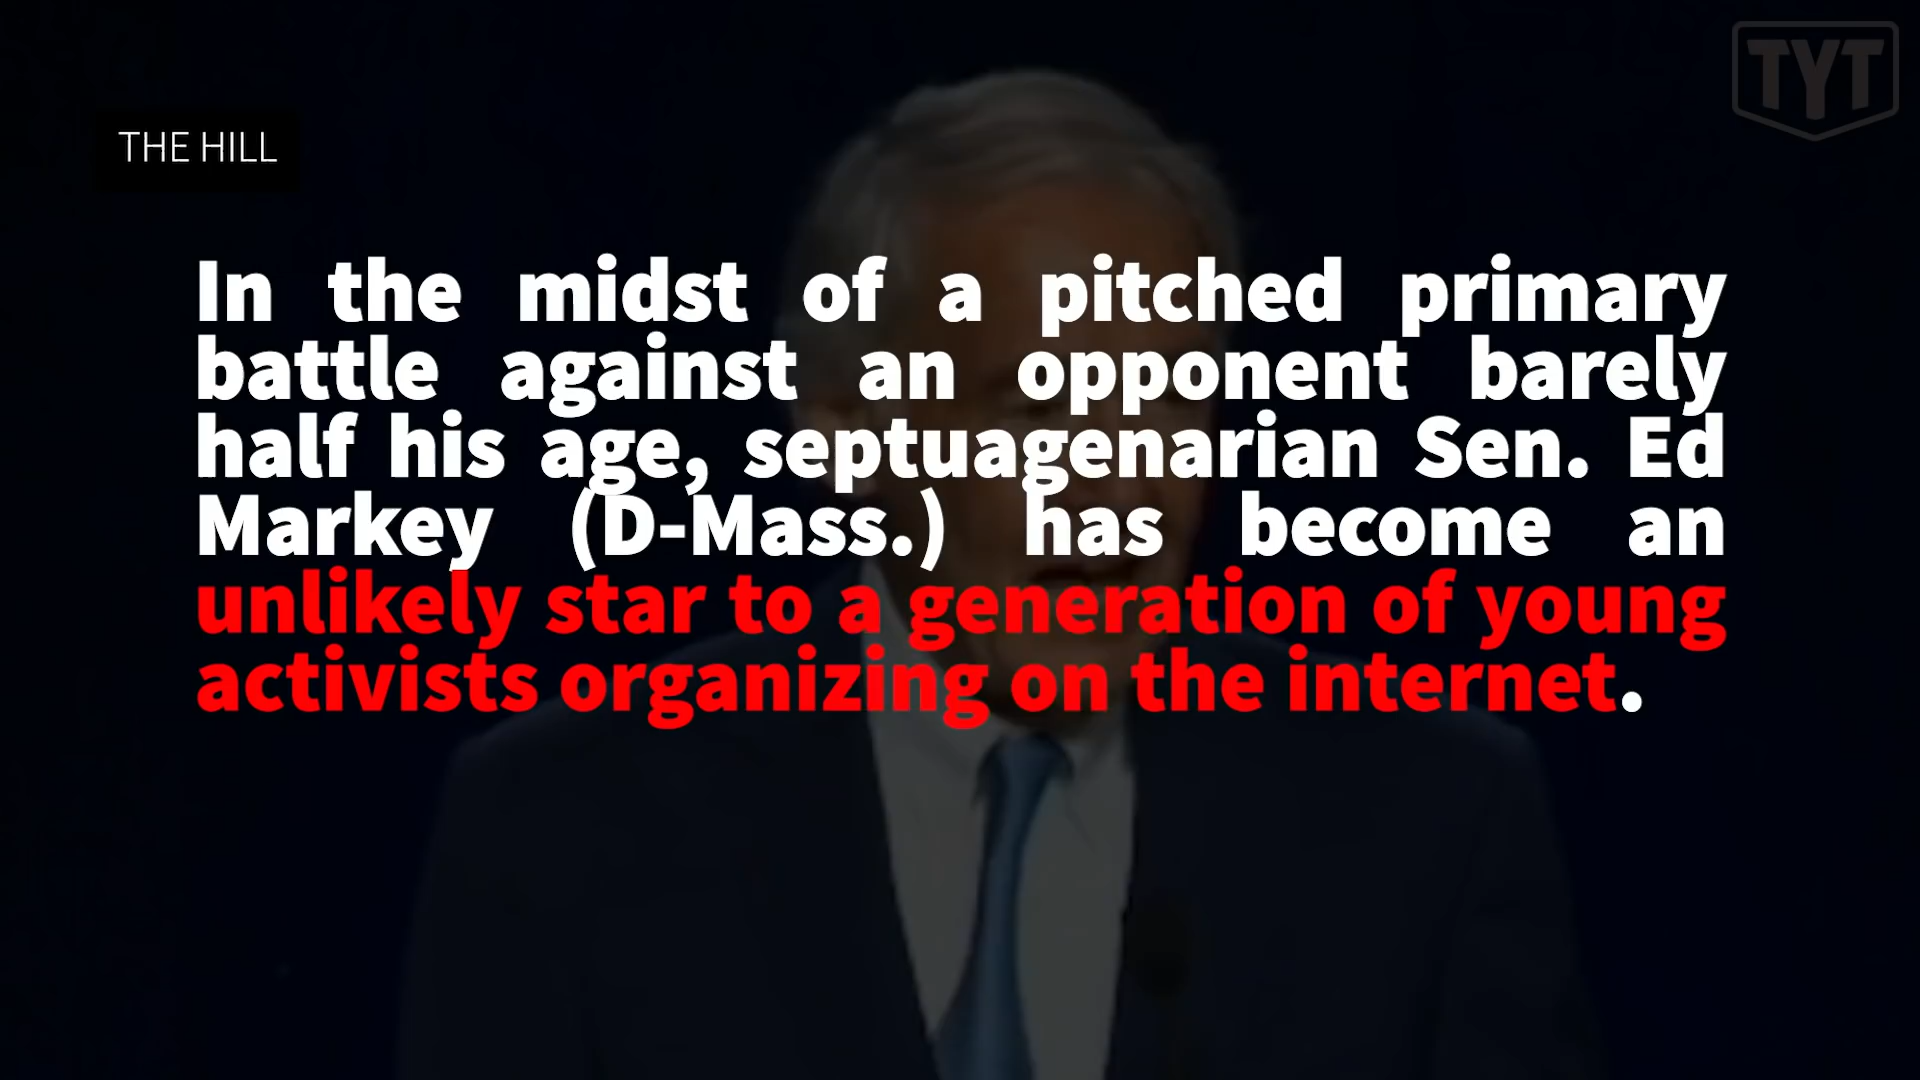 TYT
THE HILL
In the midst of a pitched primary
battle against an opponent barely
half his age, septuagenarian Sen. Ed
Markey (D-Mass.) has become an
unlikely star to a generation of young
activists organizing on the internet.